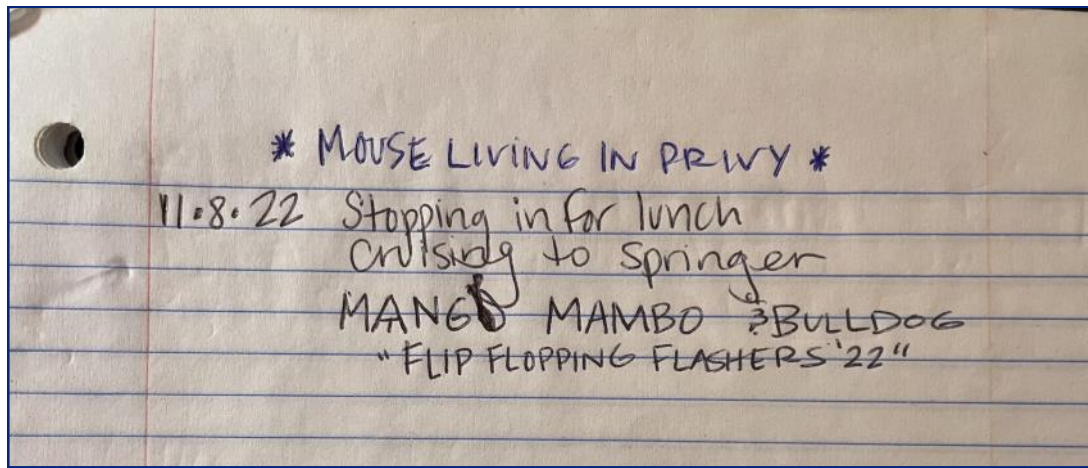 * MOUSE LIVING IN PRIVY *
11.8.22 Stopping in for lunch
Cruising to Springer
MANGO MAMBO & BULLDOG
"FLIP FLOPPING FLASHERS '22"